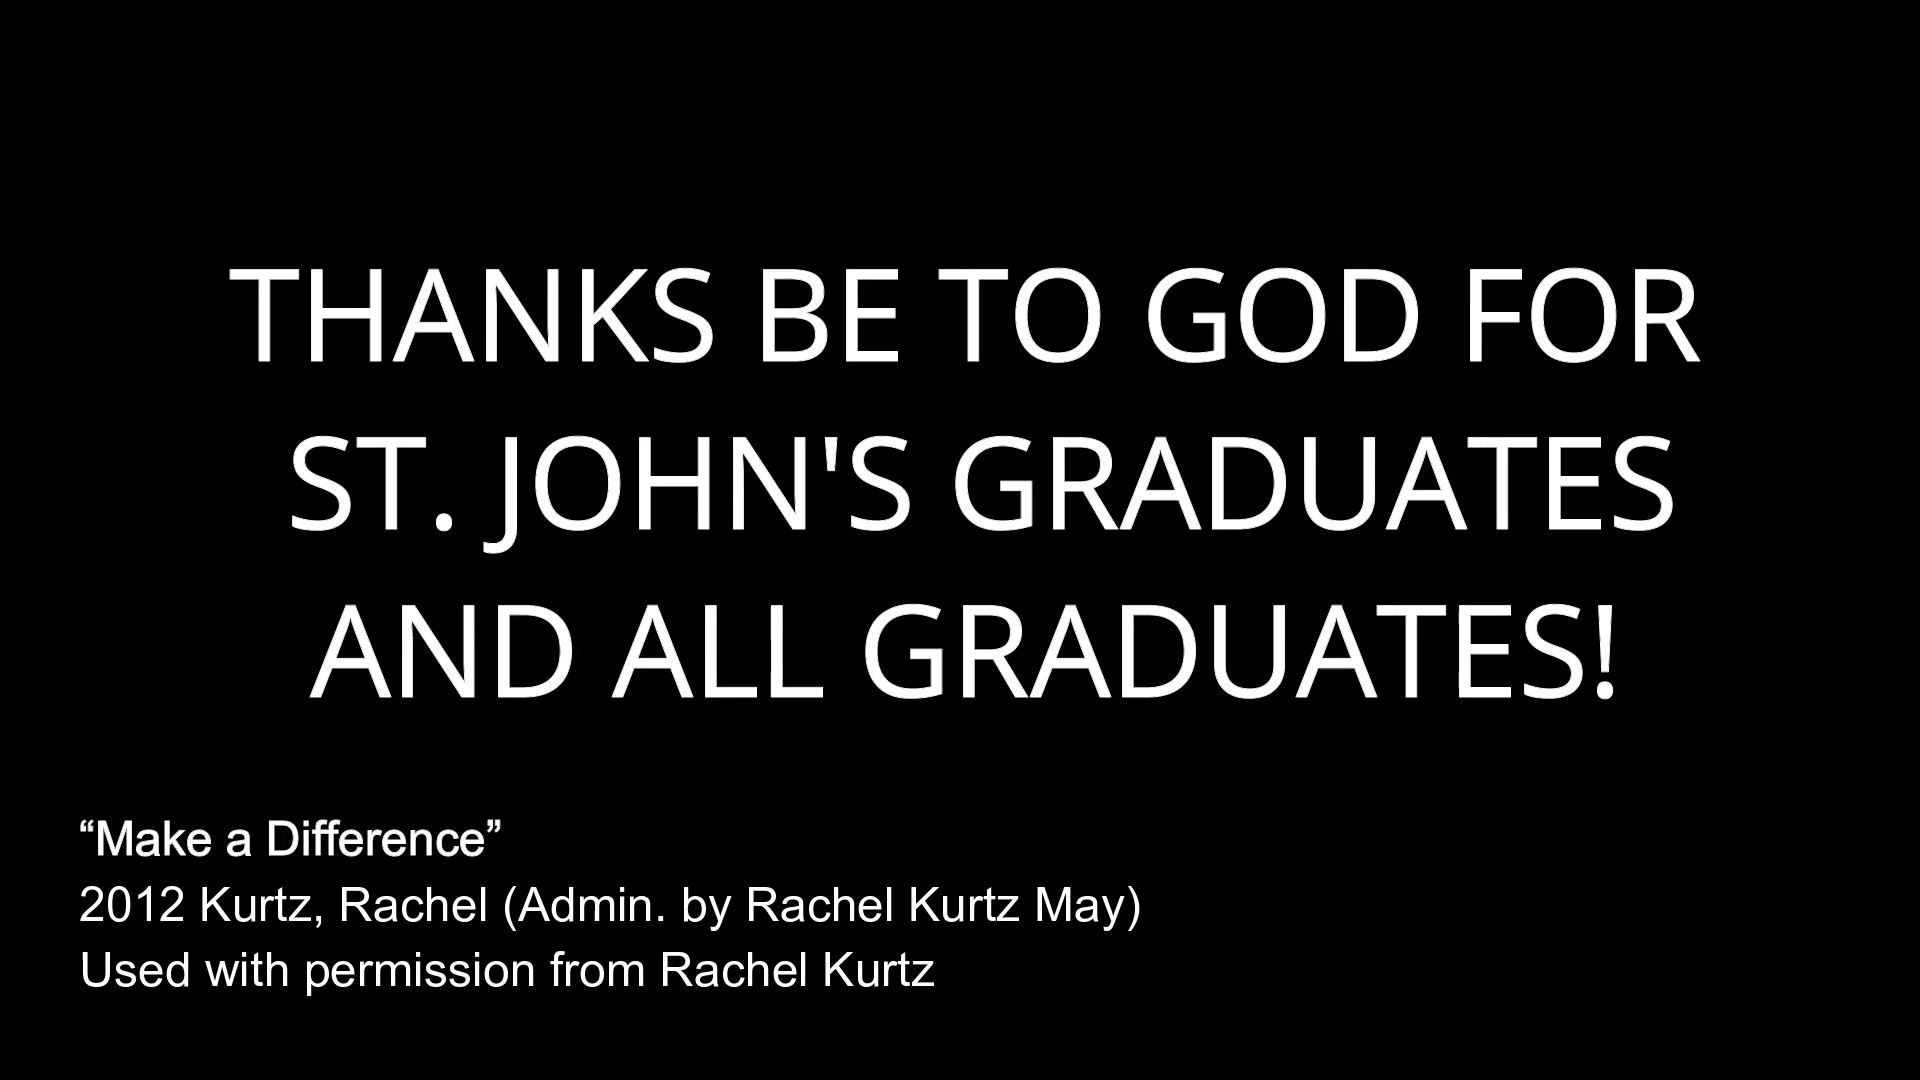 THANKS BE TO GOD FOR
ST. JOHN'S GRADUATES
AND ALL GRADUATES!
“Make a Difference”
2012 Kurtz, Rachel (Admin. by Rachel Kurtz May)
Used with permission from Rachel Kurtz